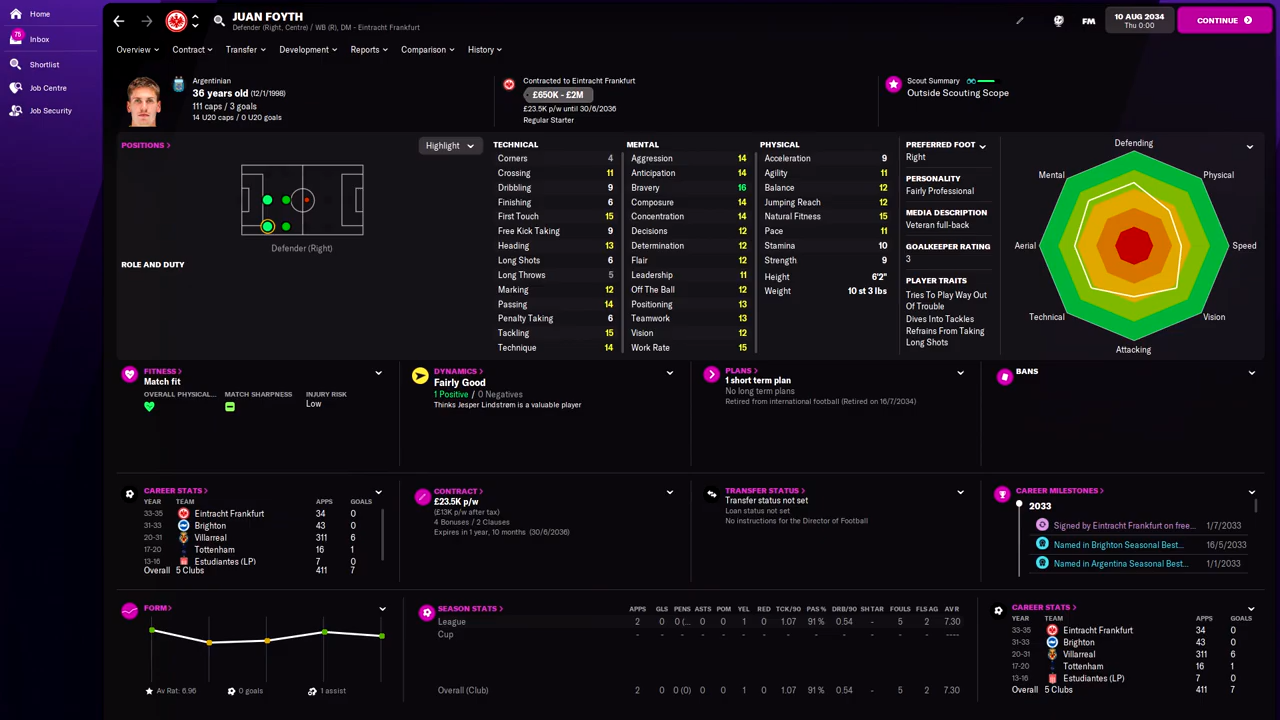 Home
75
Inbox
Shortlist
Job Centre
Job Security
JUAN FOYTH
Defender (Right, Centre) / WB (R), DM - Eintracht Frankfurt
FM
10 AUG 2034
Thu 0:00
CONTINUE
Overview
Contract
Transfer
Development
Reports
Comparison
History
Argentinian
36 years old (12/1/1998)
111 caps / 3 goals
14 U20 caps / 0 U20 goals
Contracted to Eintracht Frankfurt
£650K - £2M
£23.5K p/w until 30/6/2036
Regular Starter
Scout Summary
Outside Scouting Scope
POSITIONS
Highlight
Defender (Right)
ROLE AND DUTY
TECHNICAL
Corners 4
Crossing 11
Dribbling 9
Finishing 6
First Touch 15
Free Kick Taking 9
Heading 13
Long Shots 6
Long Throws 5
Marking 12
Passing 14
Penalty Taking 6
Tackling 15
Technique 14
MENTAL
Aggression 14
Anticipation 14
Bravery 16
Composure 14
Concentration 14
Decisions 12
Determination 12
Flair 12
Leadership 11
Off The Ball 12
Positioning 13
Teamwork 13
Vision 12
Work Rate 15
PHYSICAL
Acceleration 9
Agility 11
Balance 12
Jumping Reach 12
Natural Fitness 15
Pace 11
Stamina 10
Strength 9
Height 6'2"
Weight 10 st 3 lbs
PREFERRED FOOT
Right
PERSONALITY
Fairly Professional
MEDIA DESCRIPTION
Veteran full-back
GOALKEEPER RATING
3
PLAYER TRAITS
Tries To Play Way Out
Of Trouble
Dives Into Tackles
Refrains From Taking
Long Shots
Defending
Mental
Physical
Aerial
Speed
Technical
Vision
Attacking
FITNESS
Match fit
OVERALL PHYSICAL... MATCH SHARPNESS INJURY RISK
Low
DYNAMICS
Fairly Good
1 Positive / 0 Negatives
Thinks Jesper Lindstrøm is a valuable player
PLANS
1 short term plan
No long term plans
Retired from international football (Retired on 16/7/2034)
BANS
CAREER STATS
YEAR TEAM APPS GOALS
33-35 Eintracht Frankfurt 34 0
31-33 Brighton 43 0
20-31 Villarreal 311 6
17-20 Tottenham 16 1
13-16 Estudiantes (LP) 7 0
Overall 5 Clubs 411 7
CONTRACT
£23.5K p/w
(£13K p/w after tax)
4 Bonuses / 2 Clauses
Expires in 1 year, 10 months (30/6/2036)
TRANSFER STATUS
Transfer status not set
Loan status not set
No instructions for the Director of Football
CAREER MILESTONES
2033
Signed by Eintracht Frankfurt on free... 1/7/2033
Named in Brighton Seasonal Best... 16/5/2033
Named in Argentina Seasonal Best... 1/1/2033
FORM
Av Rat: 6.96
0 goals
1 assist
SEASON STATS
APPS GLS PENS ASTS POM YEL RED TCK/90 PAS % DRB/90 SH TAR FOULS FLS AG AV R
League 2 0 0 (... 0 0 1 0 1.07 91 % 0.54 - 5 2 7.30
Cup - - - - - - - - - - - - - ----
Overall (Club) 2 0 0 (0) 0 0 1 0 1.07 91 % 0.54 - 5 2 7.30
CAREER STATS
YEAR TEAM APPS GOALS
33-35 Eintracht Frankfurt 34 0
31-33 Brighton 43 0
20-31 Villarreal 311 6
17-20 Tottenham 16 1
13-16 Estudiantes (LP) 7 0
Overall 5 Clubs 411 7